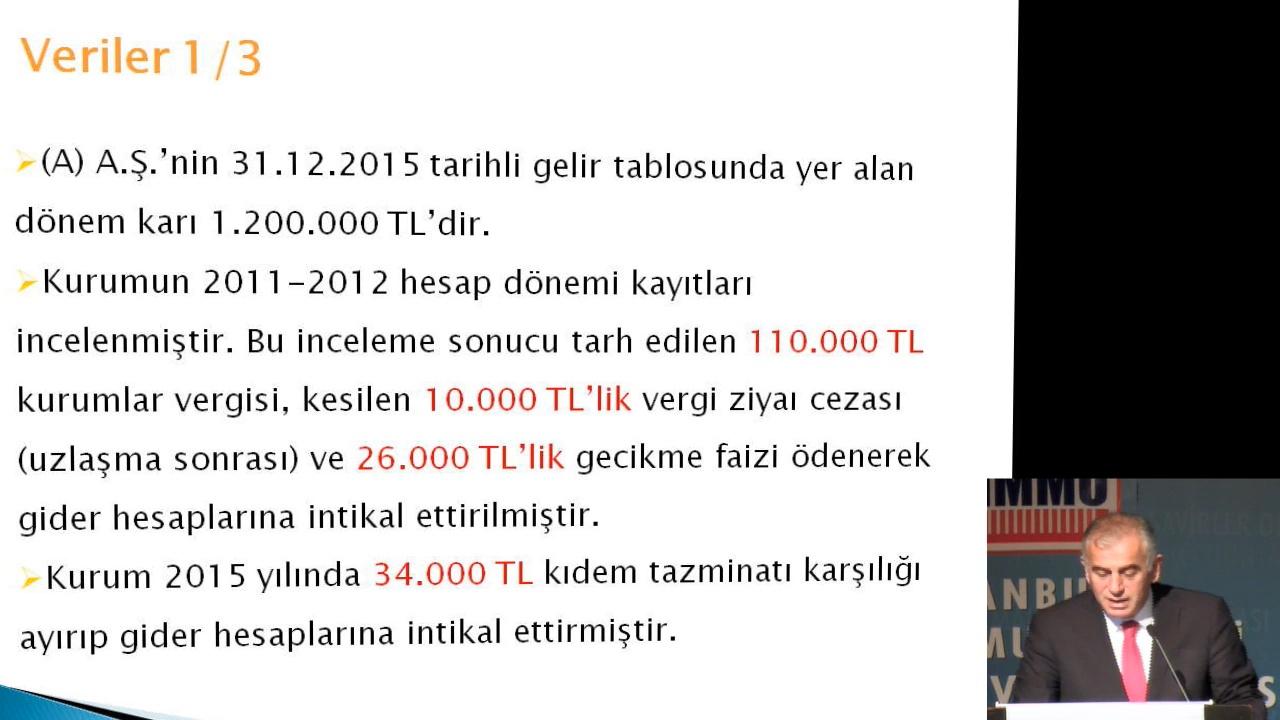 Veriler 1/3
➢(A) A.Ş.'nin 31.12.2015 tarihli gelir tablosunda yer alan
dönem karı 1.200.000 TL'dir.
➢Kurumun 2011-2012 hesap dönemi kayıtları
incelenmiştir. Bu inceleme sonucu tarh edilen 110.000 TL
kurumlar vergisi, kesilen 10.000 TL'lik vergi ziyaı cezası
(uzlaşma sonrası) ve 26.000 TL'lik gecikme faizi ödenerek
gider hesaplarına intikal ettirilmiştir.
➢Kurum 2015 yılında 34.000 TL kıdem tazminatı karşılığı
ayırıp gider hesaplarına intikal ettirmiştir.